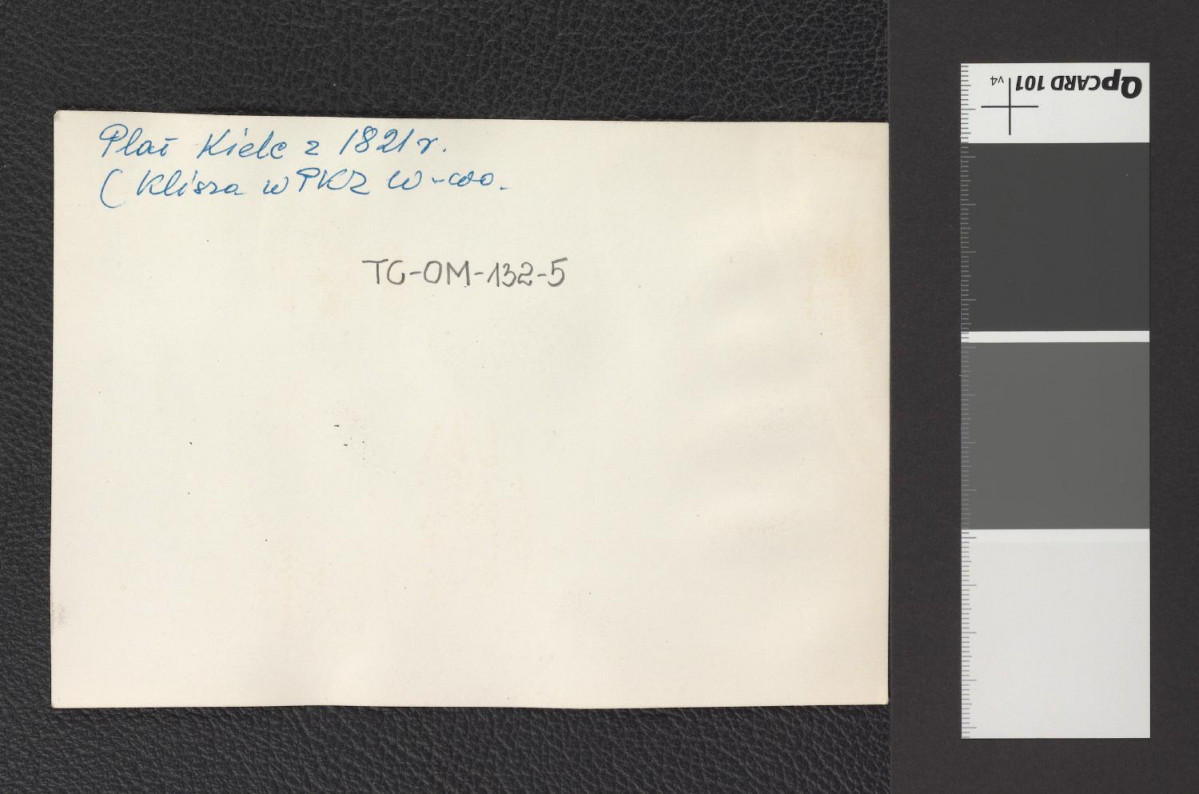 Plan Kielc z 1821 r.
(Klisza w PKZ W-wa.
TG-OM-132-5
QPCARD 101 v4